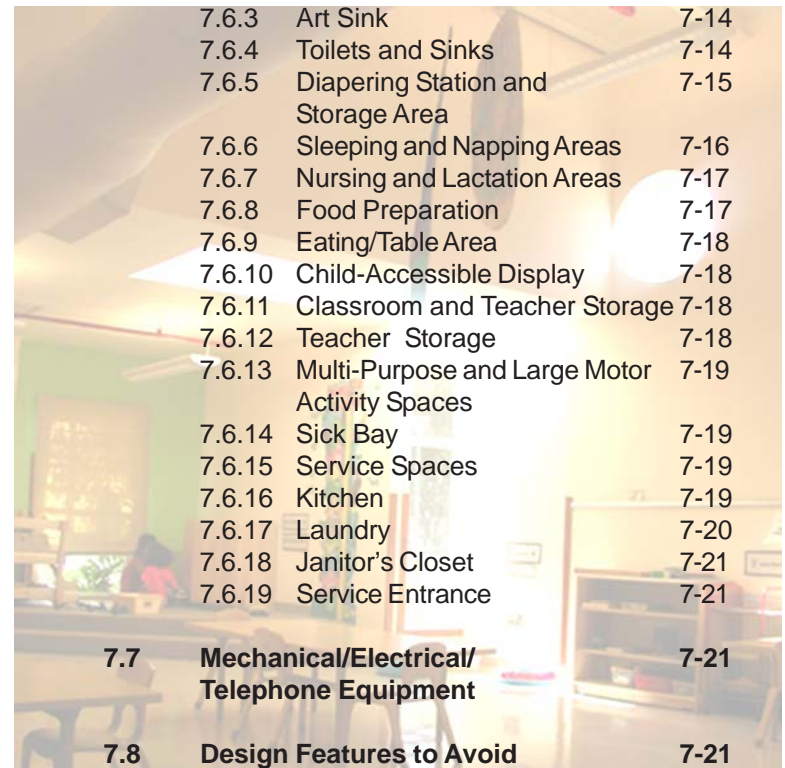 7.6.3 Art Sink 7-14
7.6.4 Toilets and Sinks 7-14
7.6.5 Diapering Station and 7-15
Storage Area
7.6.6 Sleeping and Napping Areas 7-16
7.6.7 Nursing and Lactation Areas 7-17
7.6.8 Food Preparation 7-17
7.6.9 Eating/Table Area 7-18
7.6.10 Child-Accessible Display 7-18
7.6.11 Classroom and Teacher Storage 7-18
7.6.12 Teacher Storage 7-18
7.6.13 Multi-Purpose and Large Motor 7-19
Activity Spaces
7.6.14 Sick Bay 7-19
7.6.15 Service Spaces 7-19
7.6.16 Kitchen 7-19
7.6.17 Laundry 7-20
7.6.18 Janitor’s Closet 7-21
7.6.19 Service Entrance 7-21
7.7 Mechanical/Electrical/ 7-21
Telephone Equipment
7.8 Design Features to Avoid 7-21